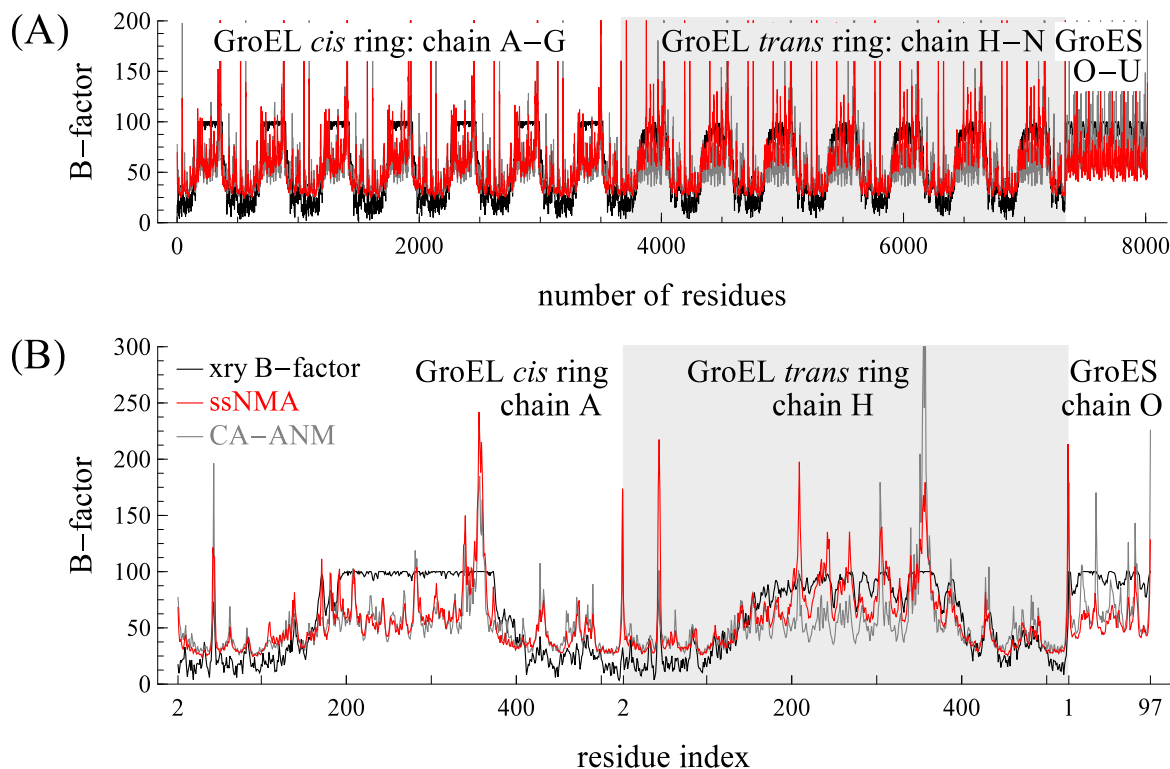 (A)
GroEL cis ring: chain A−G
GroEL trans ring: chain H−N
GroES
O−U
B−factor
200
150
100
50
0
0
2000
4000
6000
8000
number of residues
(B)
xry B−factor
ssNMA
CA−ANM
GroEL cis ring
chain A
GroEL trans ring
chain H
GroES
chain O
B−factor
300
250
200
150
100
50
0
2
200
400
2
200
400
1
97
residue index